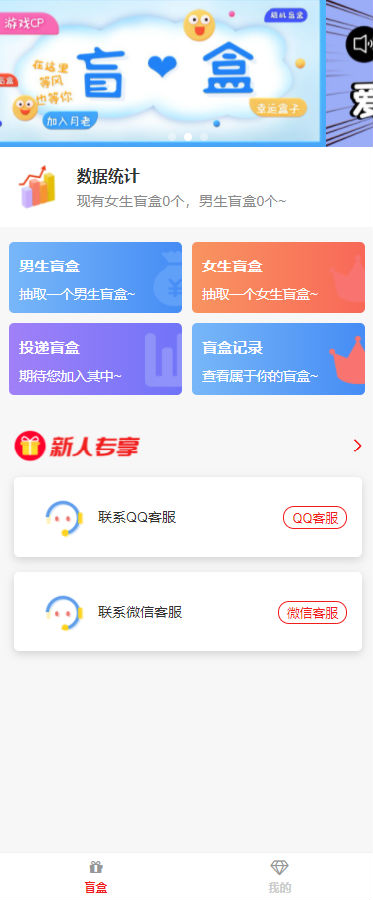 游戏CP
随机盲盒
在这里
等风
也等你
盲❤盒
盲盒
加入月老
幸运盒子
爱
数据统计
现有女生盲盒0个，男生盲盒0个~
男生盲盒
抽取一个男生盲盒~
女生盲盒
抽取一个女生盲盒~
投递盲盒
期待您加入其中~
盲盒记录
查看属于你的盲盒~
新人专享
联系QQ客服
QQ客服
联系微信客服
微信客服
盲盒
我的